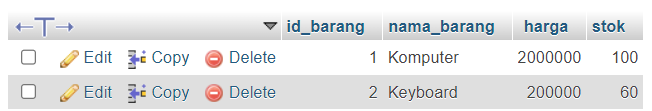 ←T→ id_barang nama_barang harga stok
Edit Copy Delete 1 Komputer 2000000 100
Edit Copy Delete 2 Keyboard 200000 60